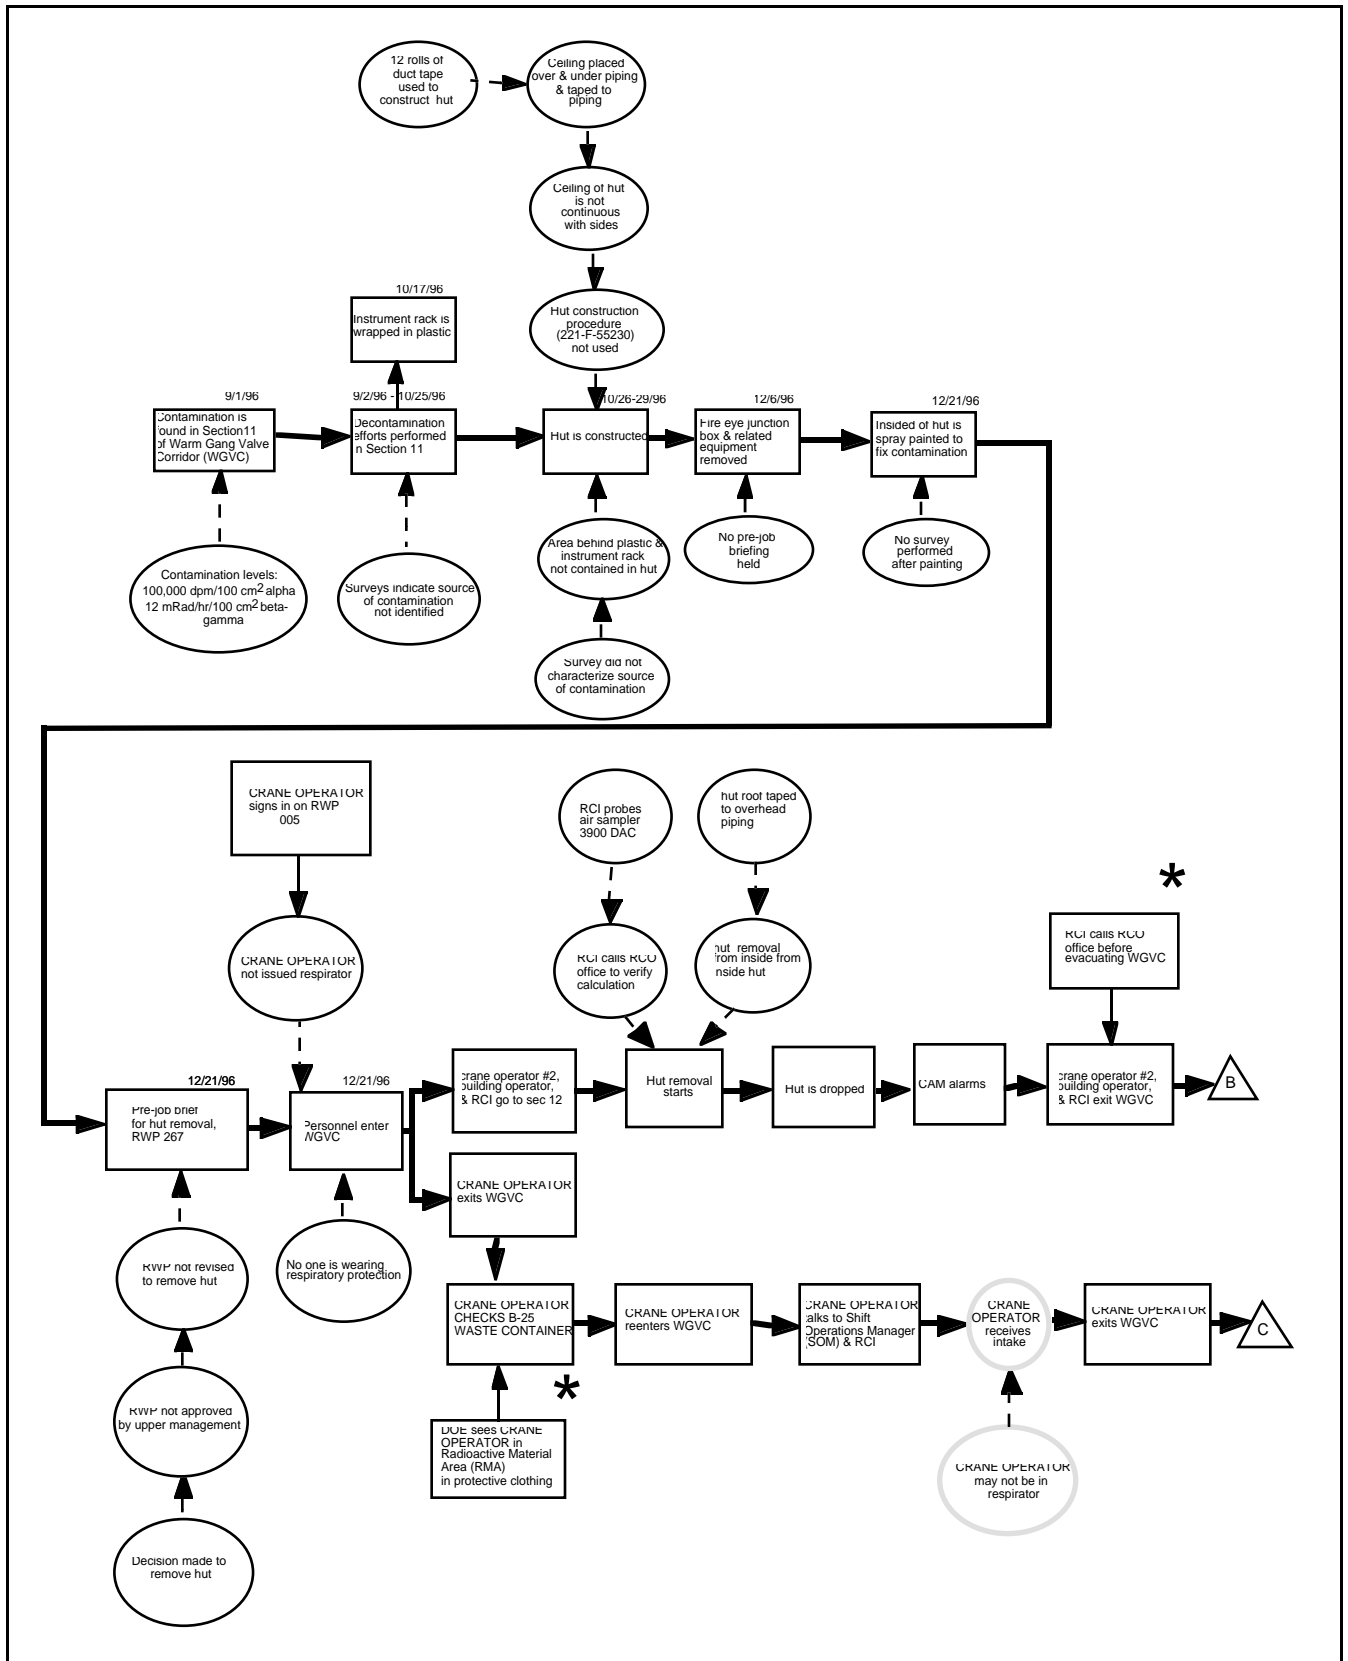 12 rolls of
duct tape
used to
construct hut
Ceiling placed
over & under piping
& taped to
piping
Ceiling of hut
is not
continuous
with sides
10/17/96
Instrument rack is
wrapped in plastic
Hut construction
procedure
(221-F-55230)
not used
9/1/96
Contamination is
found in Section11
of Warm Gang Valve
Corridor (WGVC)
9/2/96 - 10/25/96
Decontamination
efforts performed
in Section 11
10/26-29/96
Hut is constructed
12/6/96
Fire eye junction
box & related
equipment
removed
12/21/96
Insided of hut is
spray painted to
fix contamination
Contamination levels:
100,000 dpm/100 cm2 alpha
12 mRad/hr/100 cm2 beta-
gamma
Surveys indicate source
of contamination
not identified
Area behind plastic &
instrument rack
not contained in hut
No pre-job
briefing
held
No survey
performed
after painting
Survey did not
characterize source
of contamination
CRANE OPERATOR
signs in on RWP
005
RCI probes
air sampler
3900 DAC
hut roof taped
to overhead
piping
*
CRANE OPERATOR
not issued respirator
RCI calls RCO
office to verify
calculation
hut removal
from inside from
inside hut
RCI calls RCO
office before
evacuating WGVC
12/21/96
Pre-job brief
for hut removal,
RWP 267
12/21/96
Personnel enter
WGVC
crane operator #2,
building operator,
& RCI go to sec 12
Hut removal
starts
Hut is dropped
CAM alarms
crane operator #2,
building operator,
& RCI exit WGVC
B
CRANE OPERATOR
exits WGVC
RWP not revised
to remove hut
No one is wearing
respiratory protection
CRANE OPERATOR
CHECKS B-25
WASTE CONTAINER
CRANE OPERATOR
reenters WGVC
CRANE OPERATOR
talks to Shift
Operations Manager
(SOM) & RCI
CRANE
OPERATOR
receives
intake
CRANE OPERATOR
exits WGVC
C
*
RWP not approved
by upper management
DOE sees CRANE
OPERATOR in
Radioactive Material
Area (RMA)
in protective clothing
CRANE OPERATOR
may not be in
respirator
Decision made to
remove hut